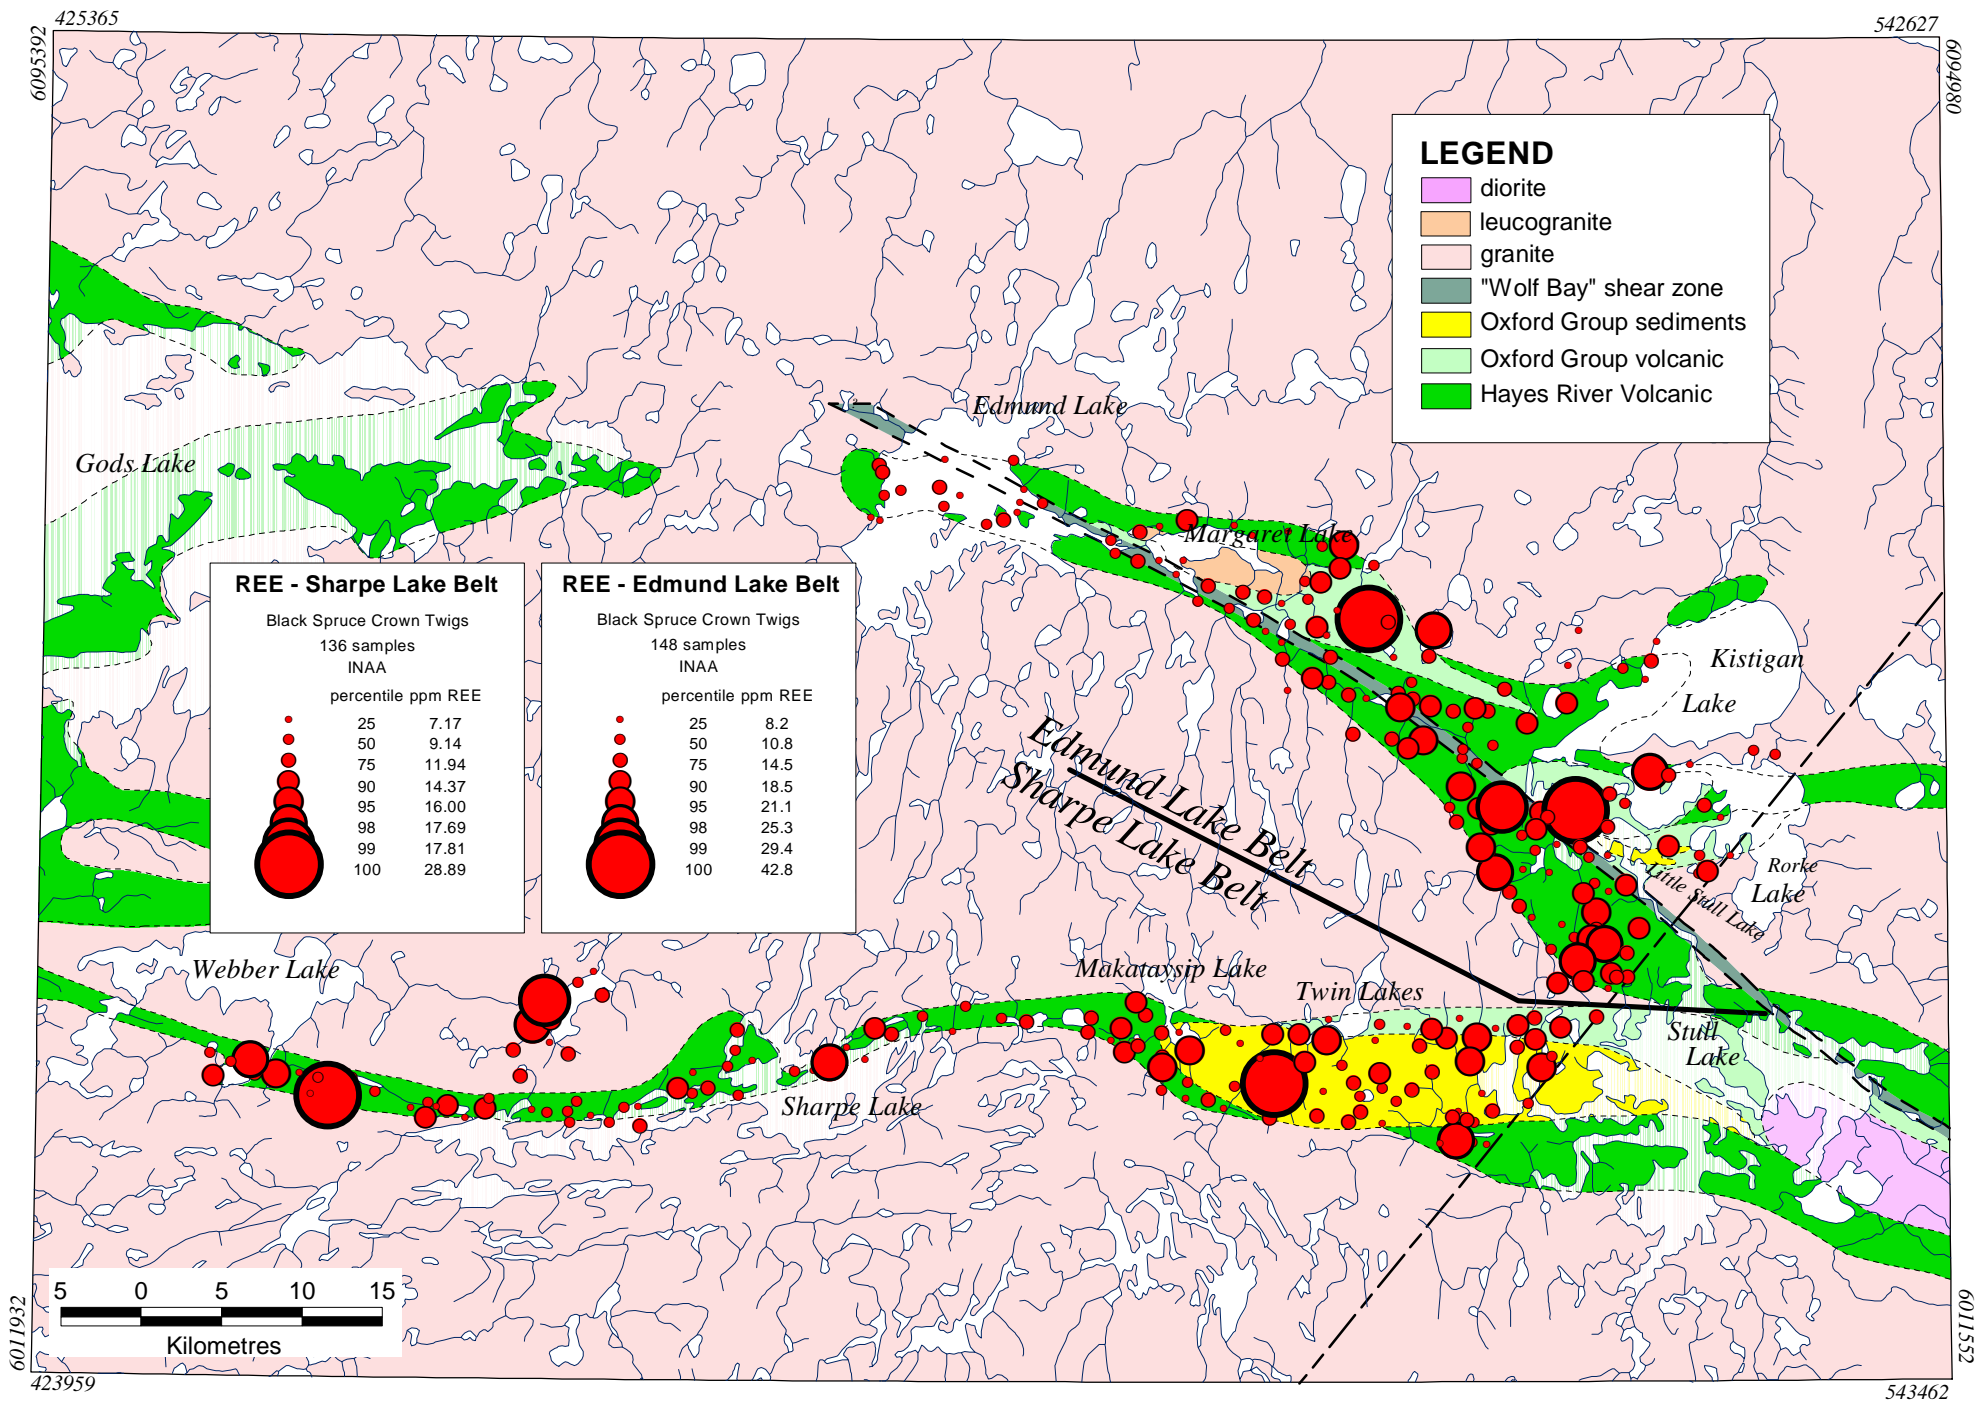 425365
542627
6095392
6094980
LEGEND
diorite
leucogranite
granite
"Wolf Bay" shear zone
Oxford Group sediments
Oxford Group volcanic
Hayes River Volcanic
Edmund Lake
Gods Lake
Margaret Lake
REE - Sharpe Lake Belt
Black Spruce Crown Twigs
136 samples
INAA
percentile ppm REE
25 7.17
50 9.14
75 11.94
90 14.37
95 16.00
98 17.69
99 17.81
100 28.89
REE - Edmund Lake Belt
Black Spruce Crown Twigs
148 samples
INAA
percentile ppm REE
25 8.2
50 10.8
75 14.5
90 18.5
95 21.1
98 25.3
99 29.4
100 42.8
Kistigan
Lake
Edmund Lake Belt
Sharpe Lake Belt
Rorke
Lake
Little Stull Lake
Webber Lake
Makataysip Lake
Twin Lakes
Stull
Lake
Sharpe Lake
5 0 5 10 15
Kilometres
6011932
6011552
423959
543462